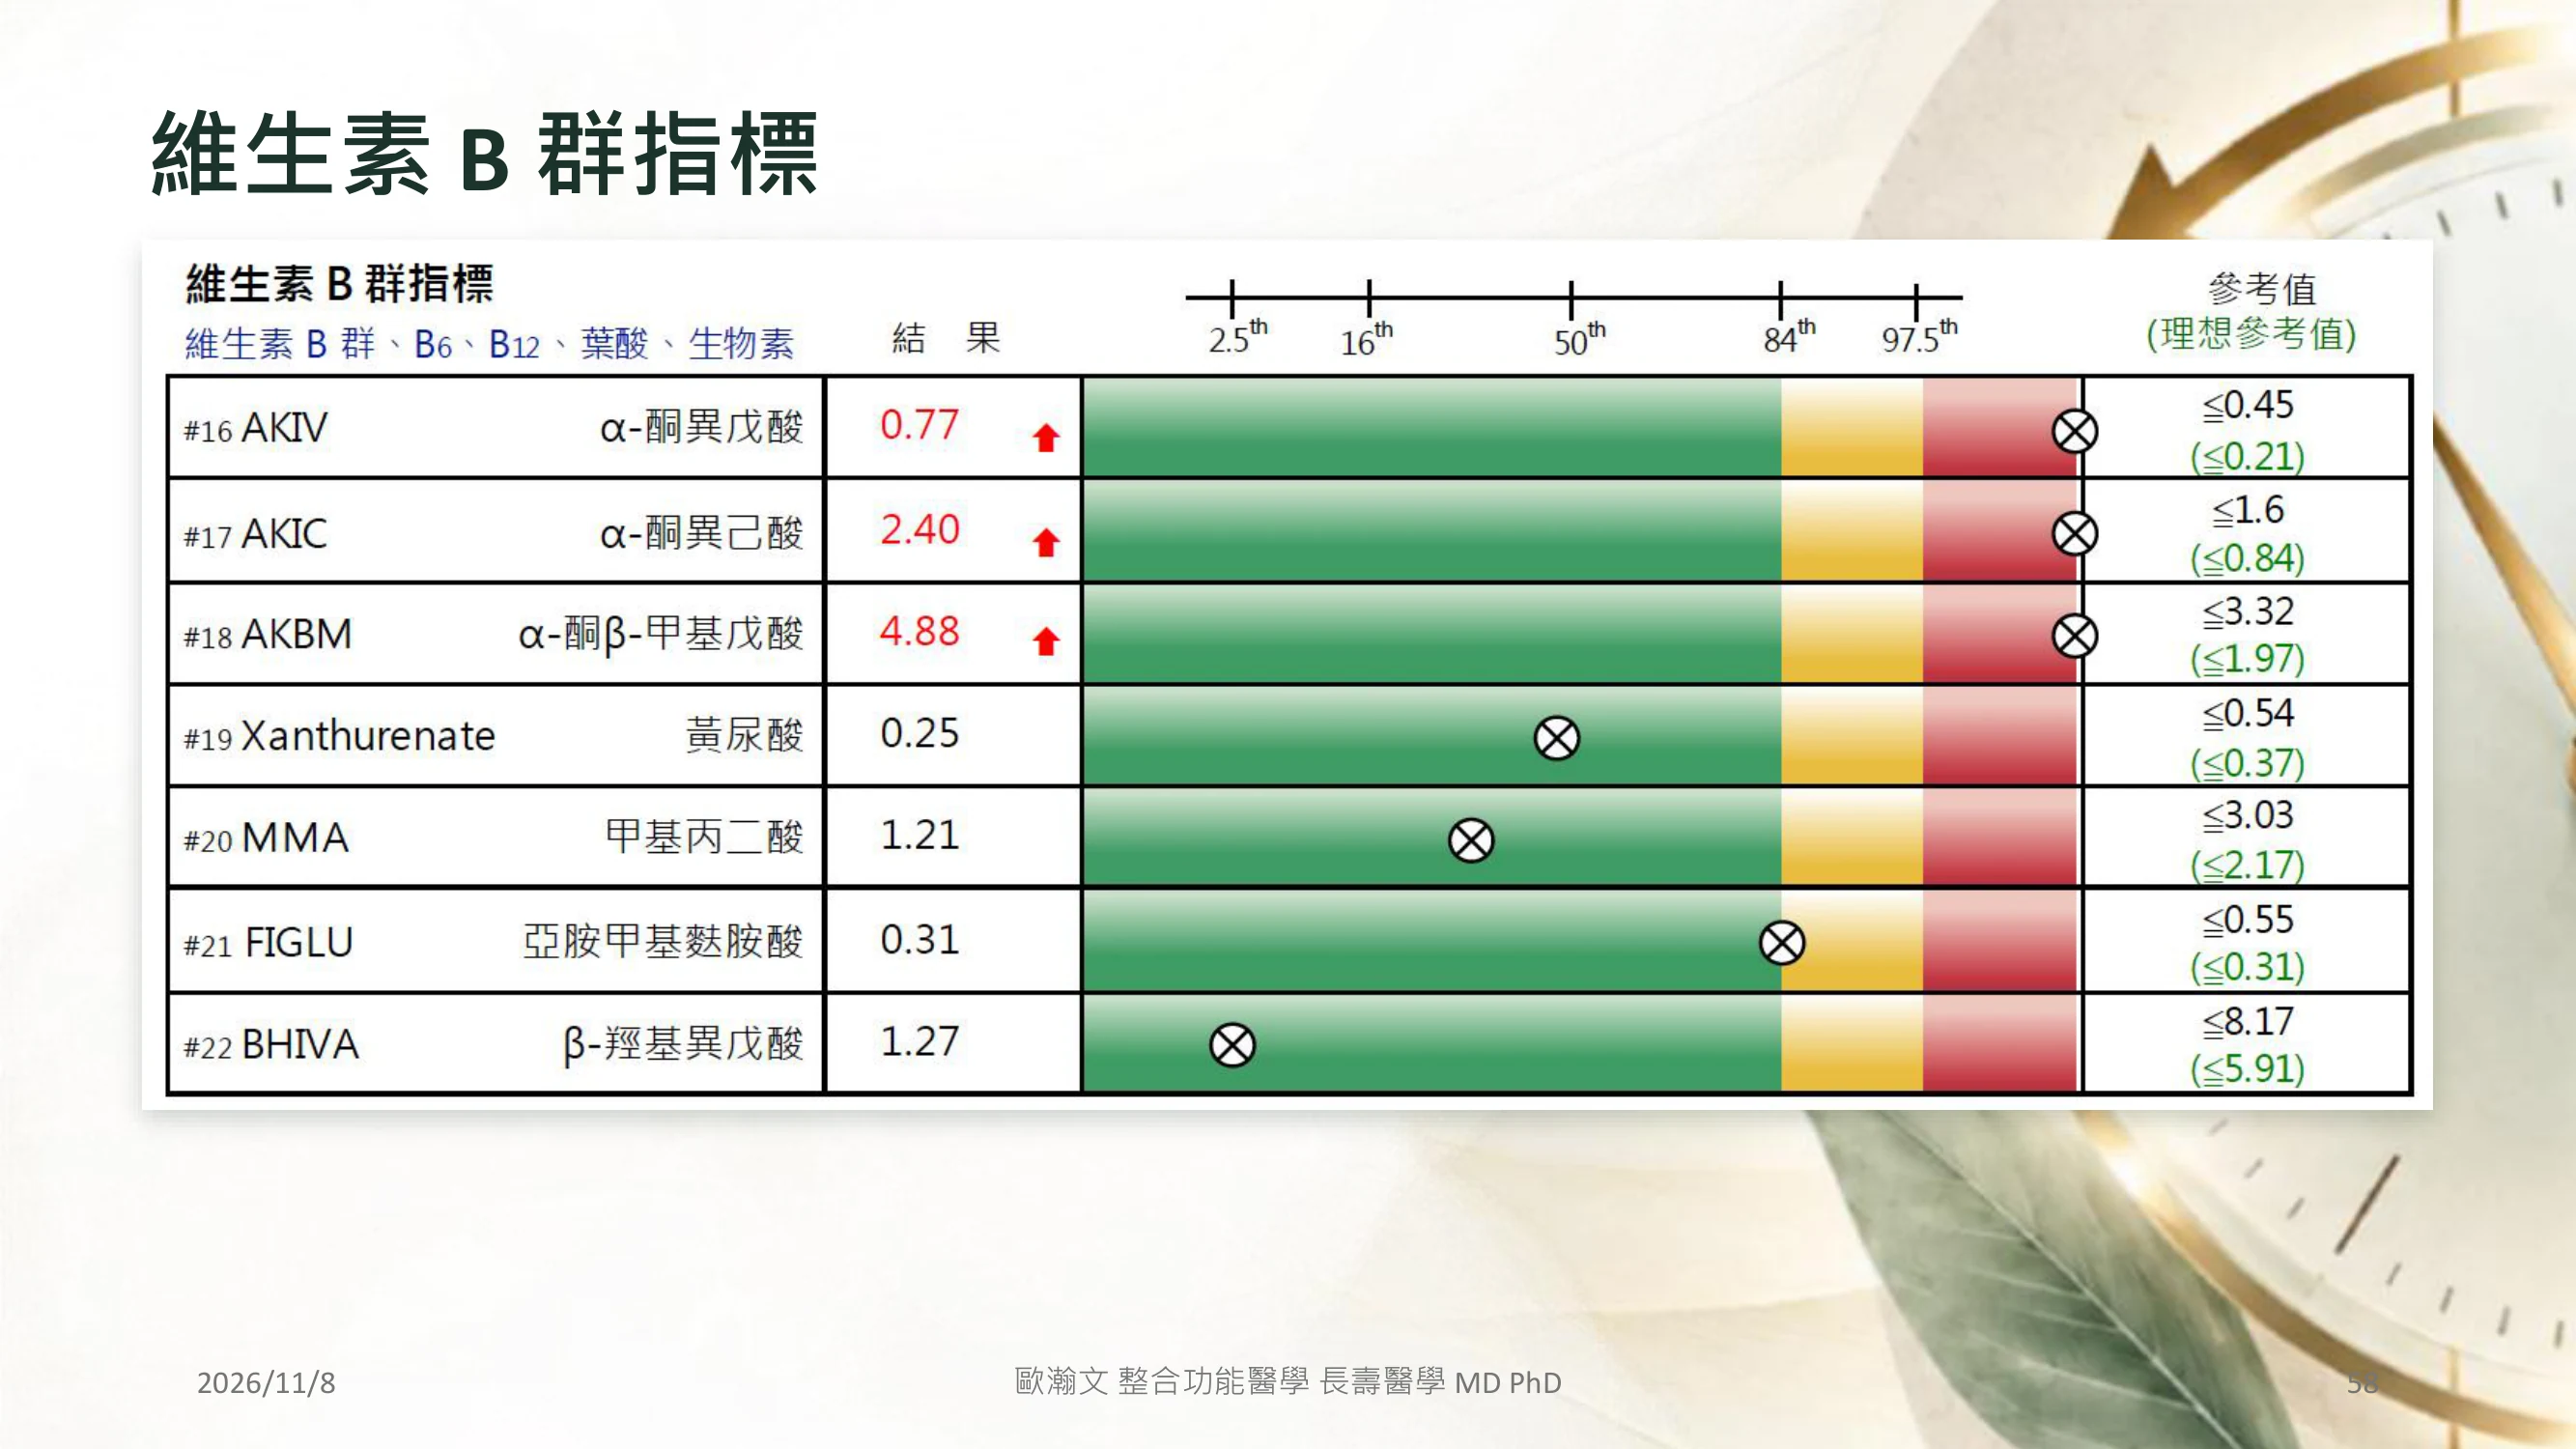 維生素 B 群指標
維生素 B 群指標
維生素 B 群、B6、B12、葉酸、生物素
結 果
2.5th 16th 50th 84th 97.5th
參考值
(理想參考值)
#16 AKIV α-酮異戊酸 0.77 ≦0.45
(≦0.21)
#17 AKIC α-酮異己酸 2.40 ≦1.6
(≦0.84)
#18 AKBM α-酮β-甲基戊酸 4.88 ≦3.32
(≦1.97)
#19 Xanthurenate 黃尿酸 0.25 ≦0.54
(≦0.37)
#20 MMA 甲基丙二酸 1.21 ≦3.03
(≦2.17)
#21 FIGLU 亞胺甲基麩胺酸 0.31 ≦0.55
(≦0.31)
#22 BHIVA β-羥基異戊酸 1.27 ≦8.17
(≦5.91)
2026/11/8
歐瀚文 整合功能醫學 長壽醫學 MD PhD
58